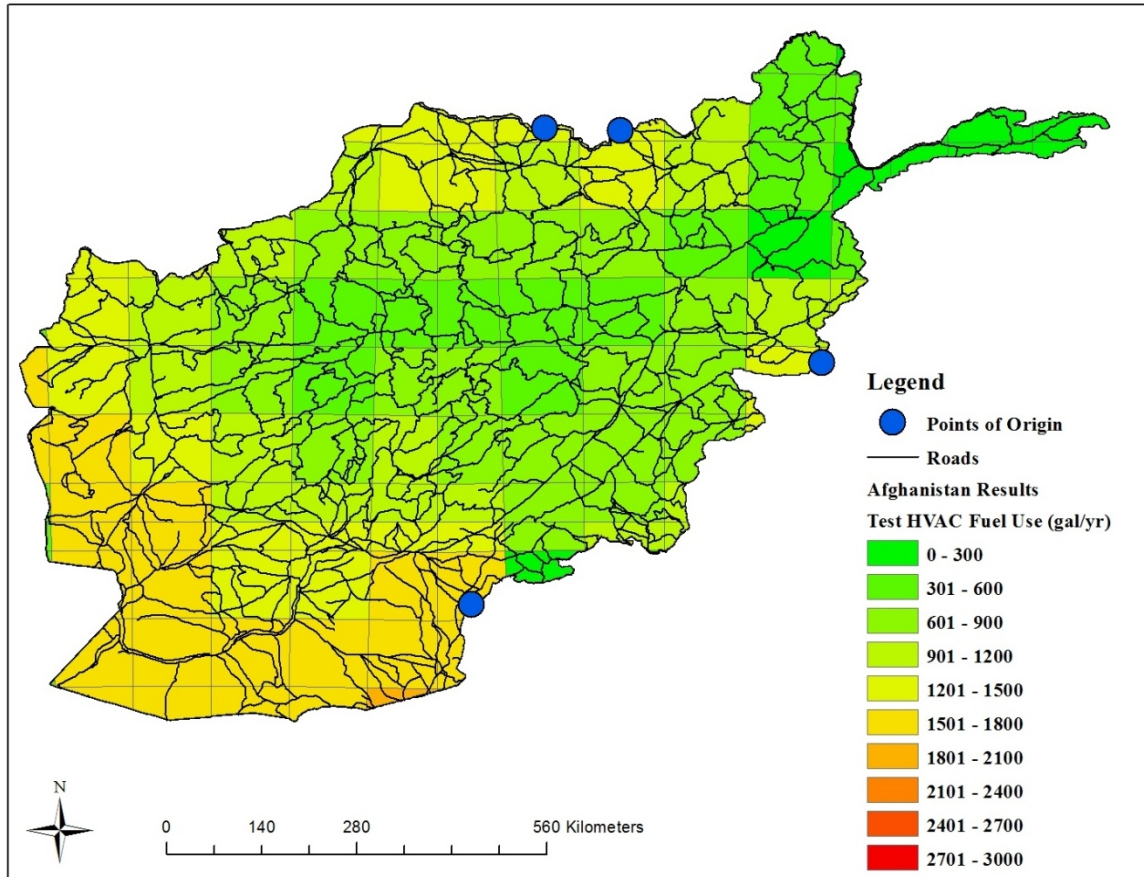 Legend
Points of Origin
Roads
Afghanistan Results
Test HVAC Fuel Use (gal/yr)
0 - 300
301 - 600
601 - 900
901 - 1200
1201 - 1500
1501 - 1800
1801 - 2100
2101 - 2400
2401 - 2700
2701 - 3000
N
0 140 280 560 Kilometers